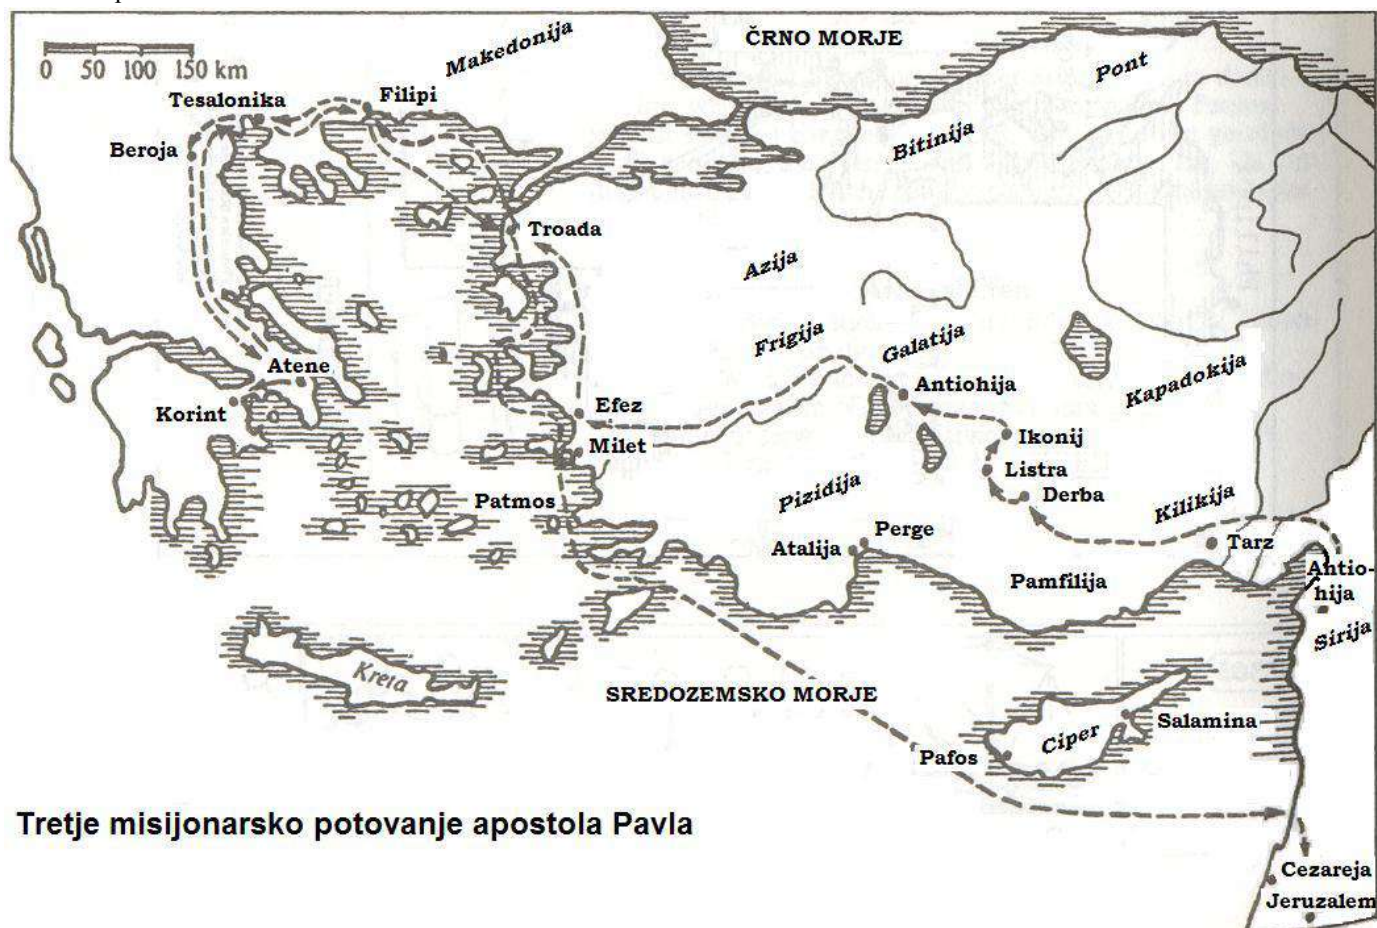 ČRNO MORJE
Makedonija
Pont
0 50 100 150 km
Tesalonika
Filipi
Bitinija
Beroja
Troada
Azija
Frigija
Galatija
Atene
Kapadokija
Antiohija
Korint
Efez
Ikonij
Milet
Listra
Pizidija
Derba
Patmos
Kilikija
Perge
Atalija
Tarz
Pamfilija
Antio-
hija
Sirija
Kreta
SREDOZEMSKO MORJE
Salamina
Ciper
Pafos
Tretje misijonarsko potovanje apostola Pavla
Cezareja
Jeruzalem